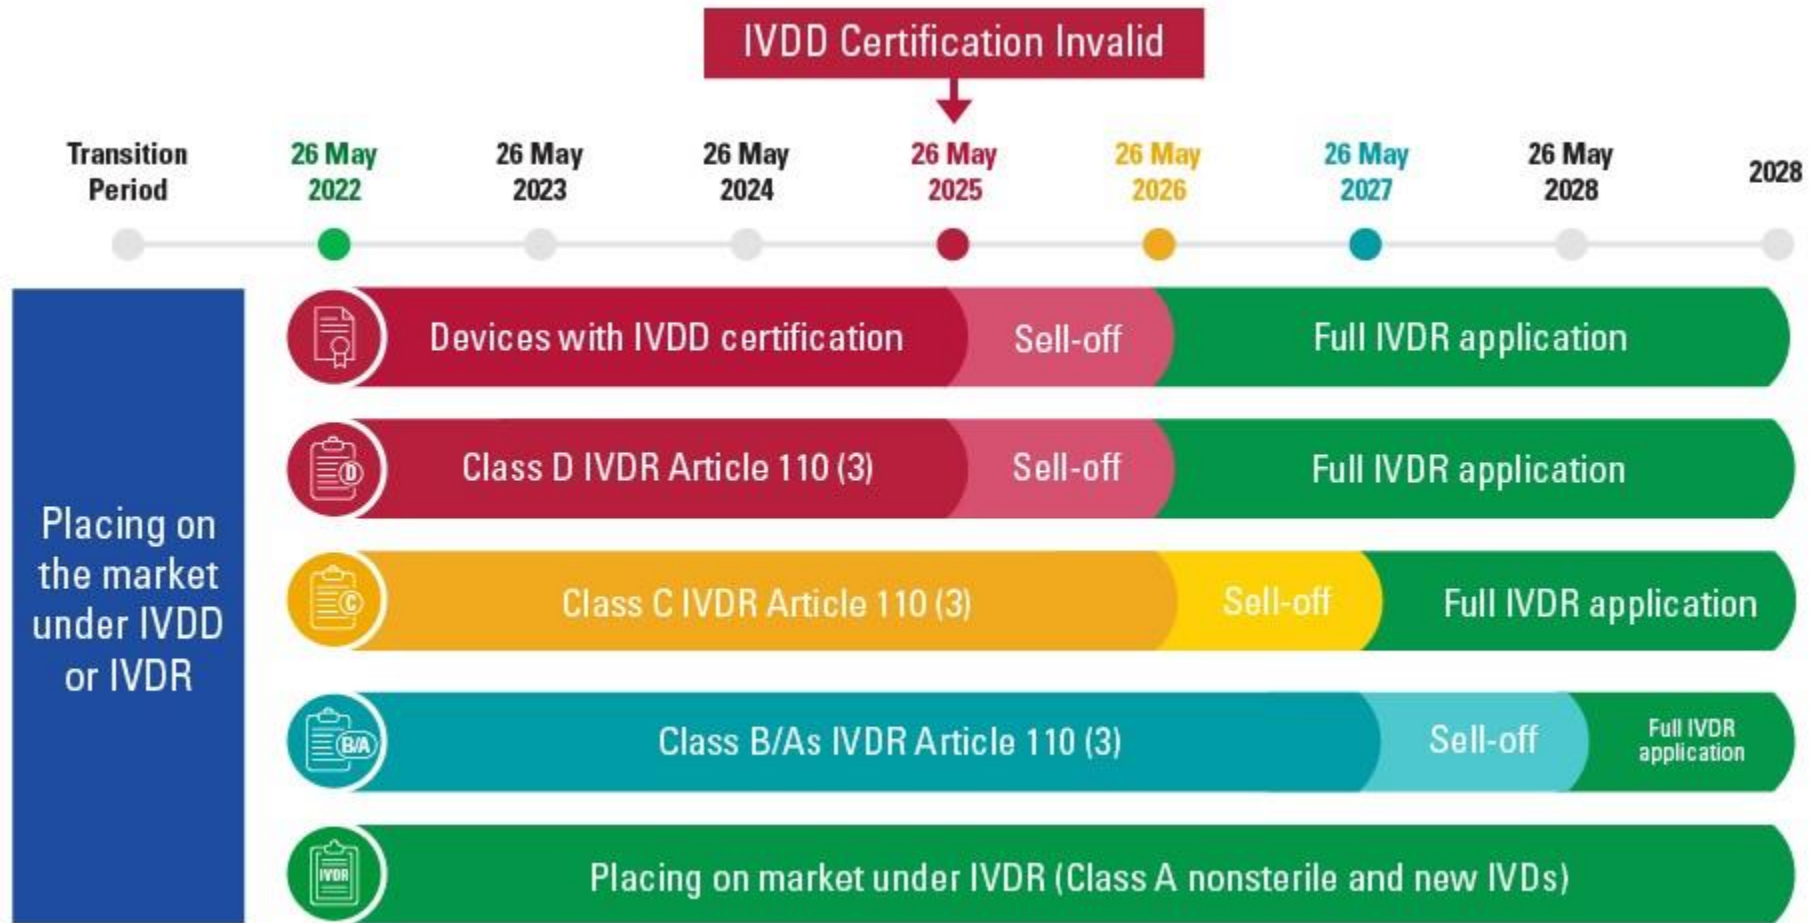 IVDD Certification Invalid
Transition
Period
26 May
2022
26 May
2023
26 May
2024
26 May
2025
26 May
2026
26 May
2027
26 May
2028
2028
Placing on
the market
under IVDD
or IVDR
Devices with IVDD certification
Sell-off
Full IVDR application
D
Class D IVDR Article 110 (3)
Sell-off
Full IVDR application
C
Class C IVDR Article 110 (3)
Sell-off
Full IVDR application
B/A
Class B/As IVDR Article 110 (3)
Sell-off
Full IVDR
application
IVDR
Placing on market under IVDR (Class A nonsterile and new IVDs)